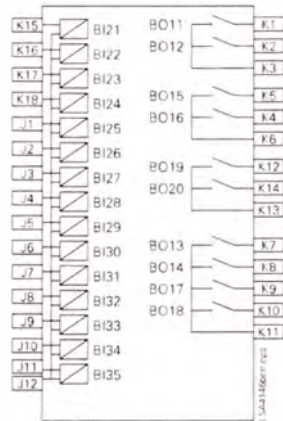 K15 BI21 BO11 K1
K16 BI22 BO12 K2
K17 BI23 K3
K18 BI24 BO15 K5
J1 BI25 BO16 K4
J2 BI26 K6
J3 BI27 BO19 K12
J4 BI28 BO20 K14
J5 BI29 K13
J6 BI30 BO13 K7
J7 BI31 BO14 K8
J8 BI32 BO17 K9
J9 BI33 BO18 K10
J10 BI34 K11
J11 BI35
J12